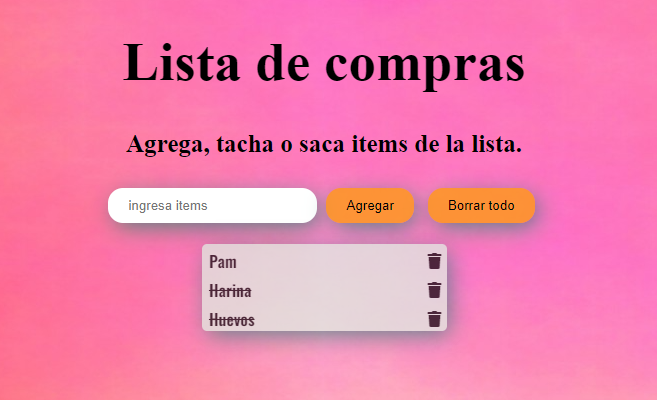 Lista de compras
Agrega, tacha o saca items de la lista.
ingresa items Agregar Borrar todo
Pam
Harina
Huevos